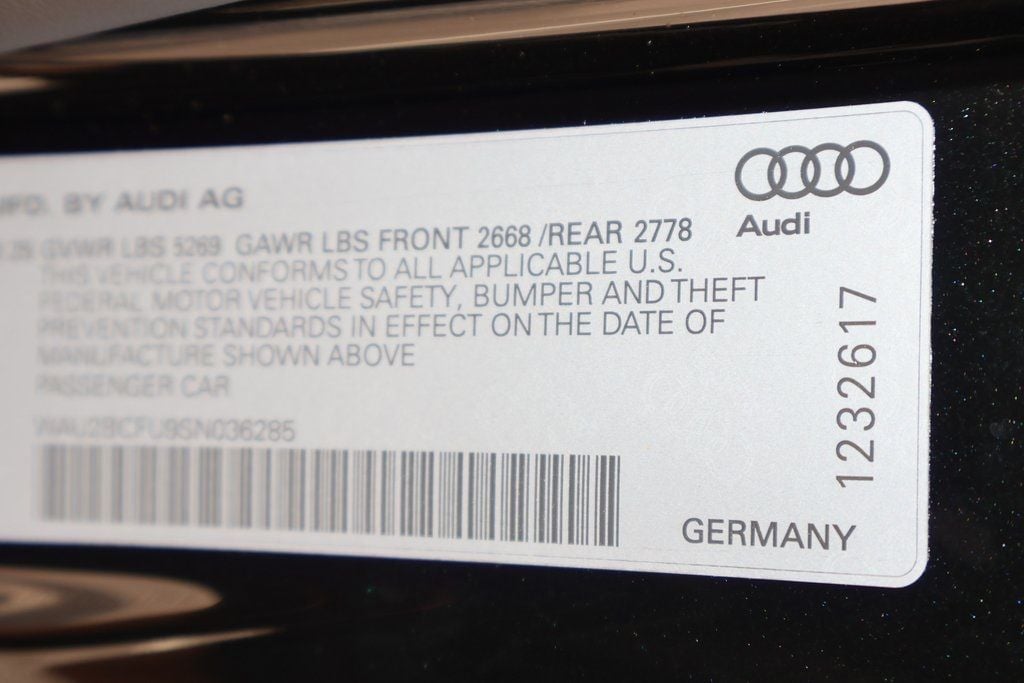 MFD. BY AUDI AG
Audi
GVWR LBS 5269 GAWR LBS FRONT 2668 /REAR 2778
THIS VEHICLE CONFORMS TO ALL APPLICABLE U.S.
FEDERAL MOTOR VEHICLE SAFETY, BUMPER AND THEFT
PREVENTION STANDARDS IN EFFECT ON THE DATE OF
MANUFACTURE SHOWN ABOVE
PASSENGER CAR
WAU2BCFU9SN036285
1232617
GERMANY